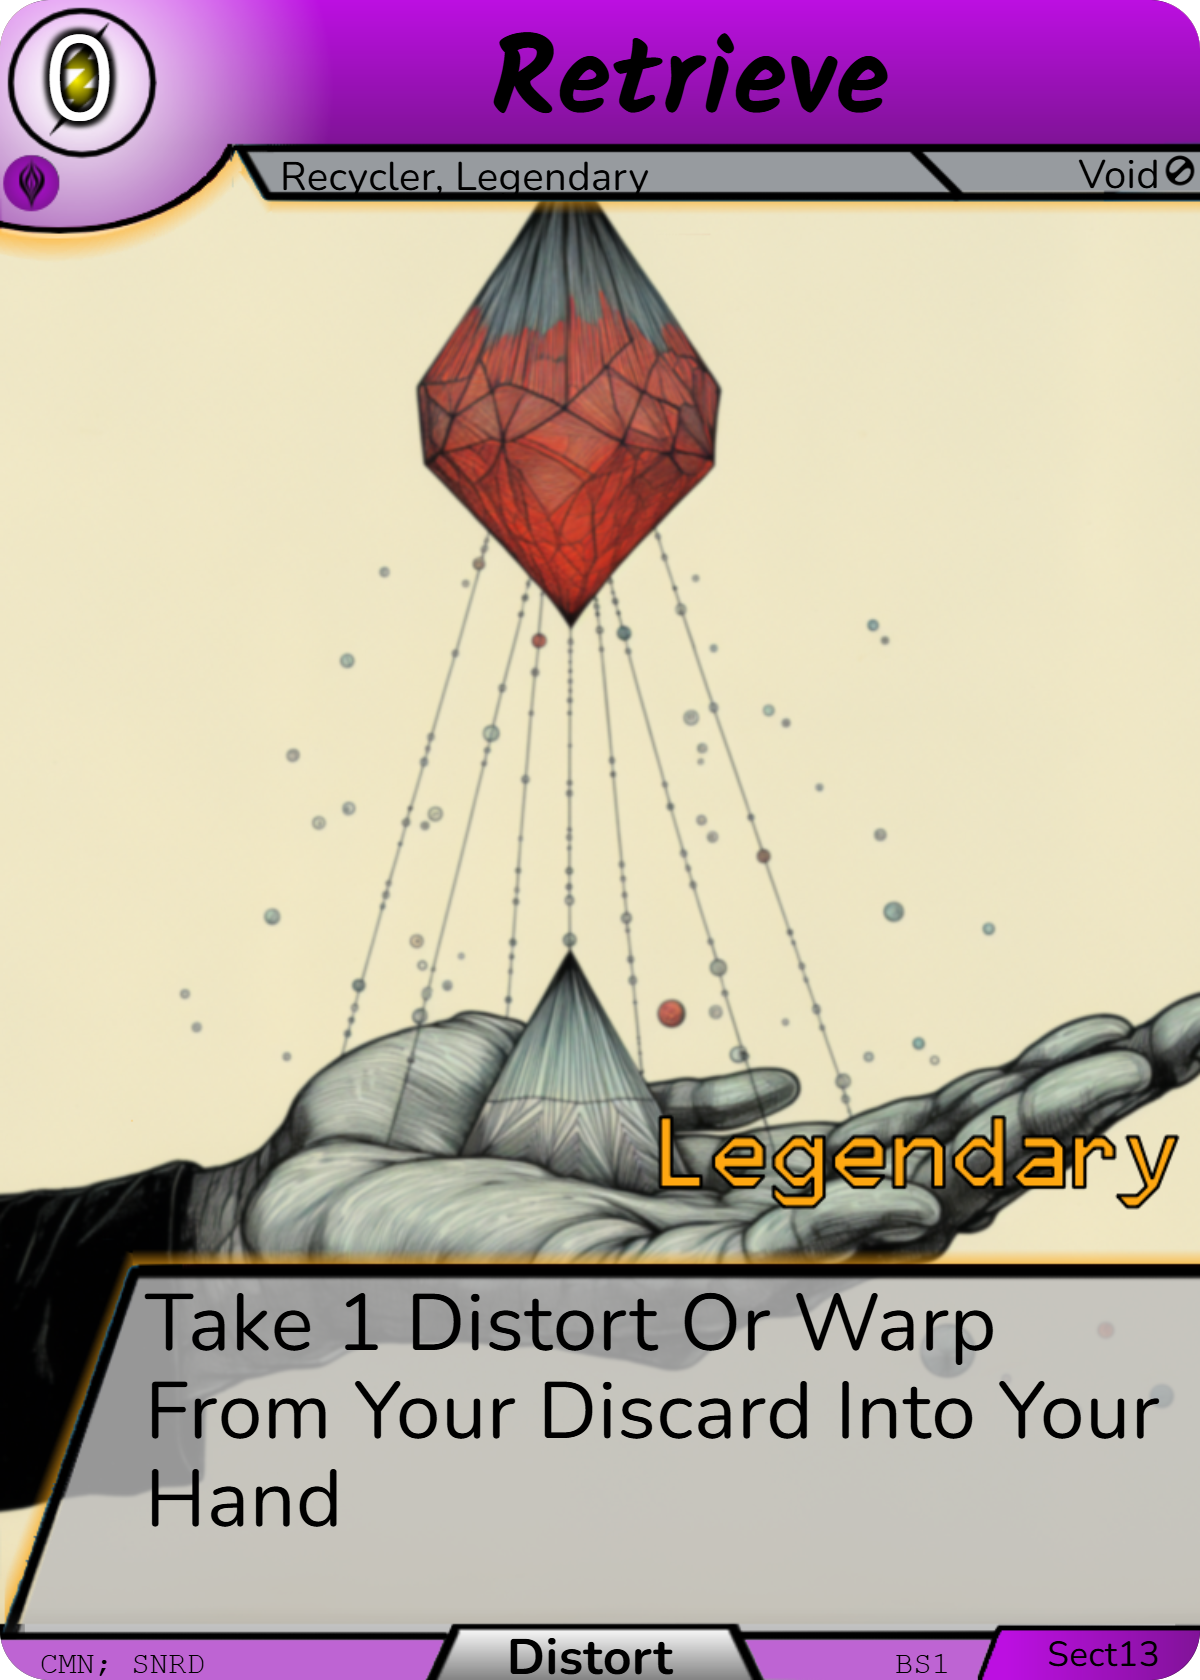 0
Retrieve
Recycler, Legendary
Void
Legendary
Take 1 Distort Or Warp
From Your Discard Into Your
Hand
CMN; SNRD
Distort
BS1
Sect13